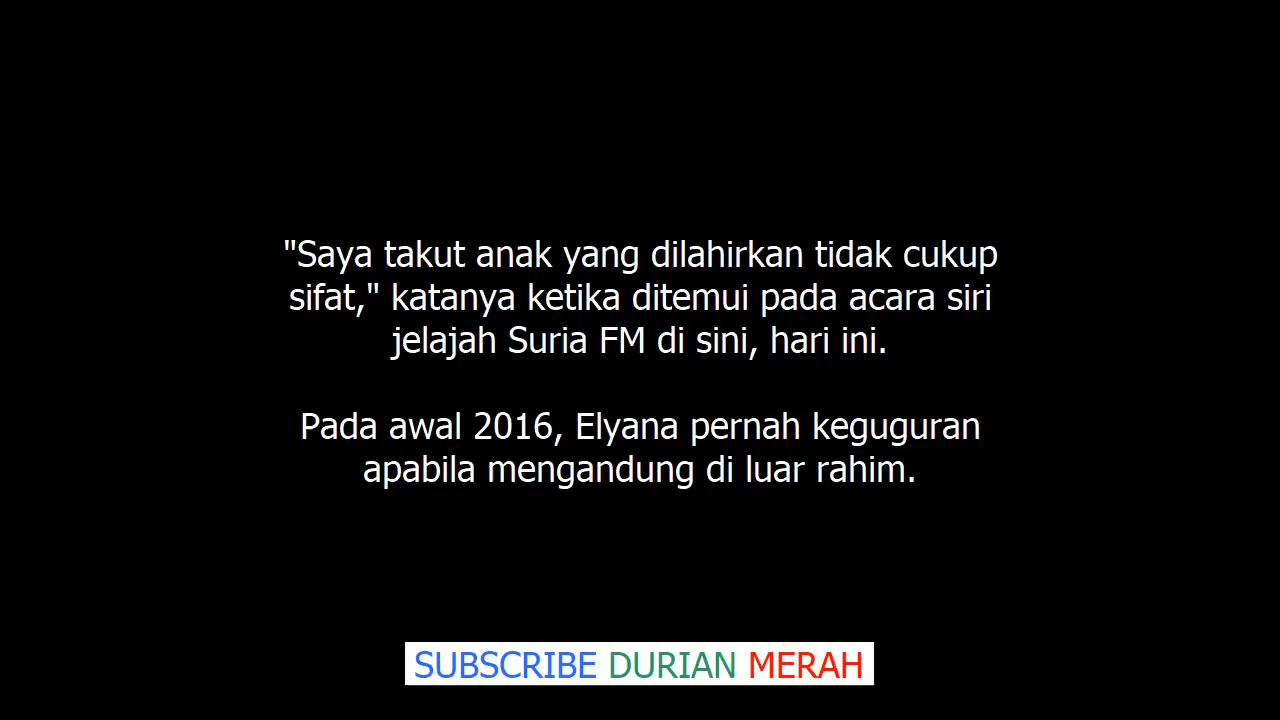 "Saya takut anak yang dilahirkan tidak cukup
sifat," katanya ketika ditemui pada acara siri
jelajah Suria FM di sini, hari ini.
Pada awal 2016, Elyana pernah keguguran
apabila mengandung di luar rahim.
SUBSCRIBE DURIAN MERAH